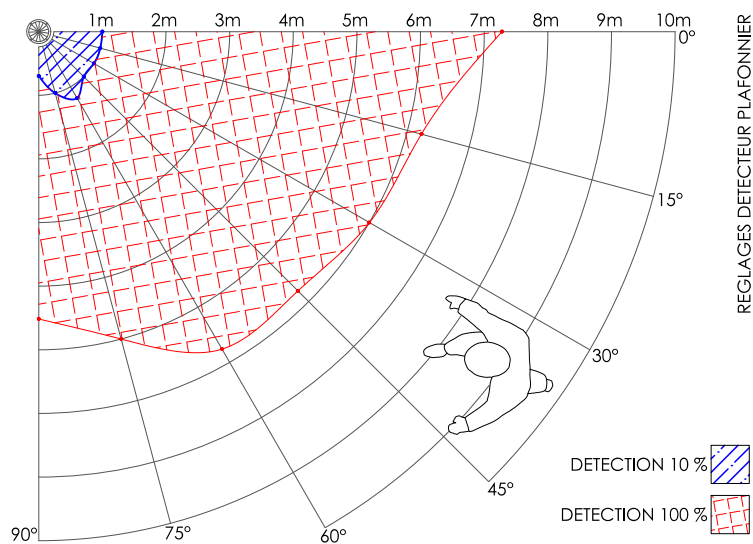 1m 2m 3m 4m 5m 6m 7m 8m 9m 10m
0°
15°
30°
45°
60°
75°
90°
REGLAGES DETECTEUR PLAFONNIER
DETECTION 10 %
DETECTION 100 %